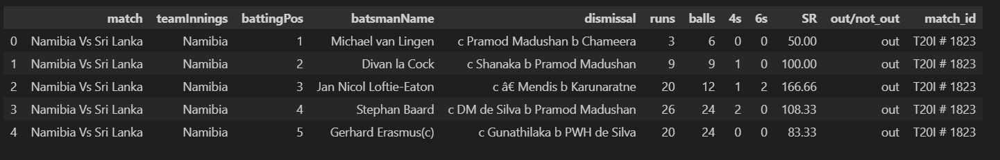 match teamInnings battingPos batsmanName dismissal runs balls 4s 6s SR out/not_out match_id
0 Namibia Vs Sri Lanka Namibia 1 Michael van Lingen c Pramod Madushan b Chameera 3 6 0 0 50.00 out T20I # 1823
1 Namibia Vs Sri Lanka Namibia 2 Divan la Cock c Shanaka b Pramod Madushan 9 9 1 0 100.00 out T20I # 1823
2 Namibia Vs Sri Lanka Namibia 3 Jan Nicol Loftie-Eaton c â€ Mendis b Karunaratne 20 12 1 2 166.66 out T20I # 1823
3 Namibia Vs Sri Lanka Namibia 4 Stephan Baard c DM de Silva b Pramod Madushan 26 24 2 0 108.33 out T20I # 1823
4 Namibia Vs Sri Lanka Namibia 5 Gerhard Erasmus(c) c Gunathilaka b PWH de Silva 20 24 0 0 83.33 out T20I # 1823